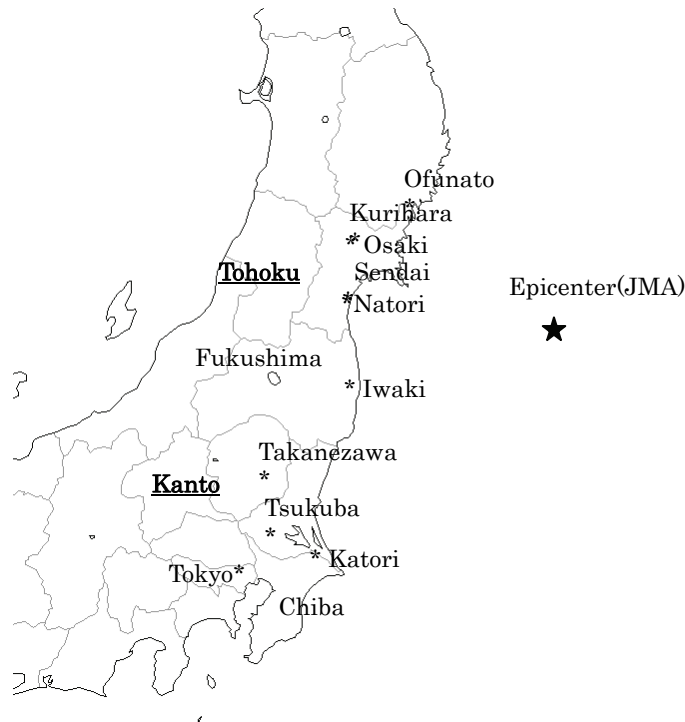 Ofunato
Kurihara
* Osaki
Tohoku
Sendai
*Natori
Epicenter(JMA)
★
Fukushima
* Iwaki
Takanezawa
*
Kanto
Tsukuba
*
* Katori
Tokyo*
Chiba